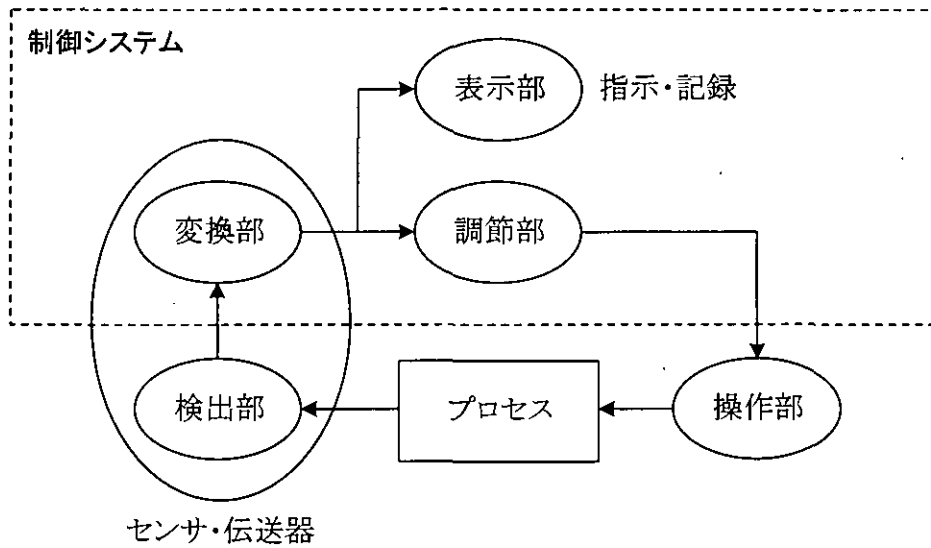 制御システム
表示部 指示・記録
変換部 調節部
検出部 プロセス 操作部
センサ・伝送器